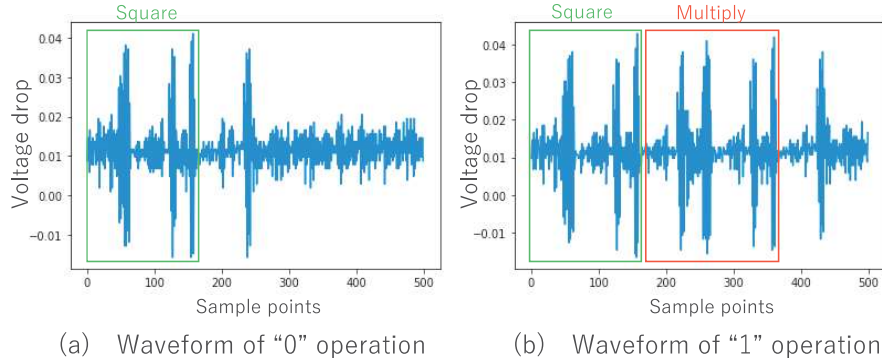 Square
Voltage drop
0.04
0.03
0.02
0.01
0.00
−0.01
0 100 200 300 400 500
Sample points
(a) Waveform of “0” operation
Square Multiply
Voltage drop
0.04
0.03
0.02
0.01
0.00
−0.01
0 100 200 300 400 500
Sample points
(b) Waveform of “1” operation